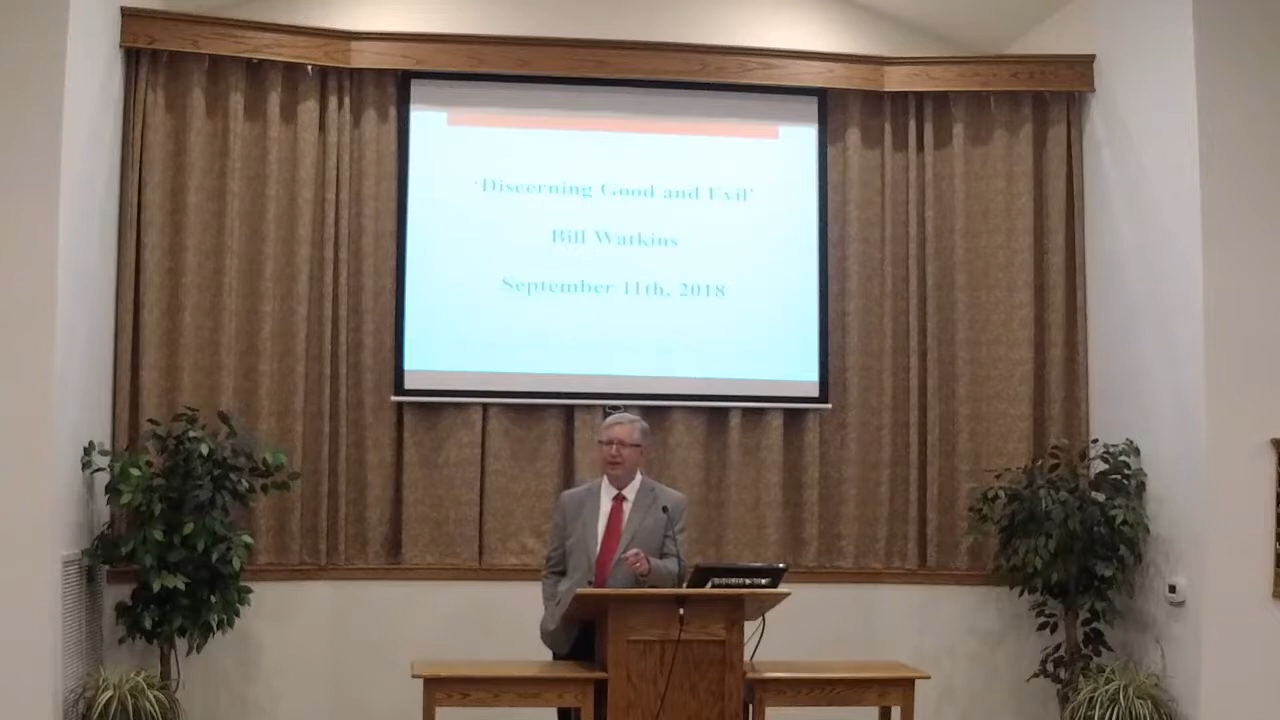 ‘Discerning Good and Evil’
Bill Watkins
September 11th, 2018